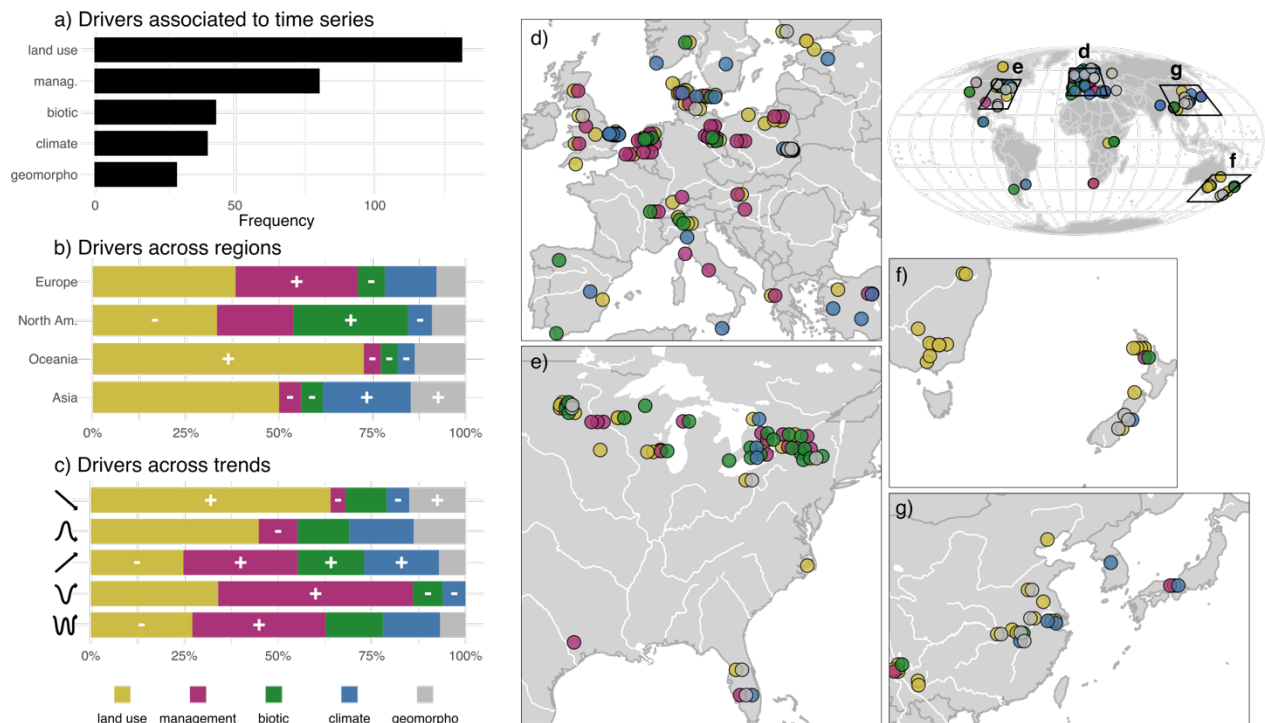 a) Drivers associated to time series
land use
manag.
biotic
climate
geomorpho
0
50
100
Frequency
b) Drivers across regions
Europe
+
-
North Am.
-
+
-
Oceania
+
-
-
-
Asia
-
-
+
+
0%
25%
50%
75%
100%
c) Drivers across trends
+
-
-
+
-
-
+
+
+
+
-
-
-
+
0%
25%
50%
75%
100%
land use
management
biotic
climate
geomorpho
d)
e)
d
e
g
f
f)
g)